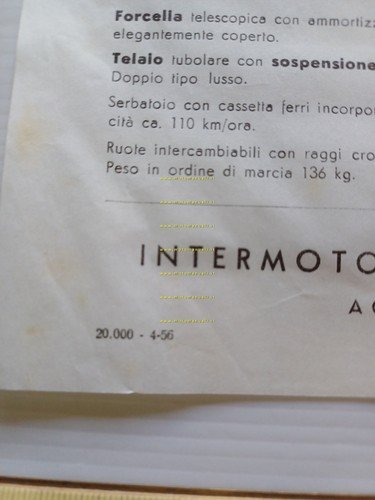 Forcella telescopica con ammortizz
elegantemente coperto.
Telaio tubolare con sospensione
Doppio tipo lusso.
Serbatoio con cassetta ferri incorpor
cità ca. 110 km/ora.
Ruote intercambiabili con raggi cro
Peso in ordine di marcia 136 kg.
INTERMOTO
AG
20.000 - 4-56